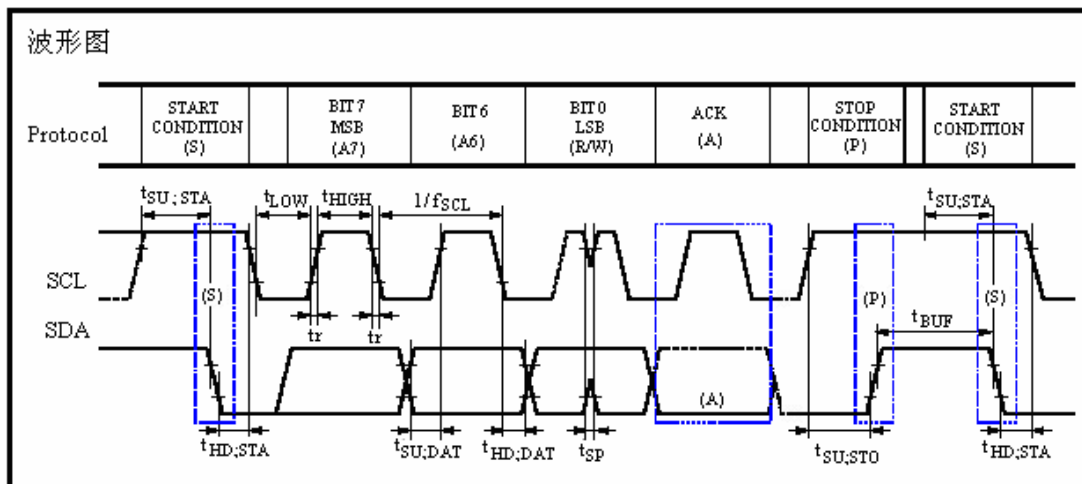 波形图
Protocol
START CONDITION (S)
BIT7 MSB (A7)
BIT6 (A6)
BIT0 LSB (R/W)
ACK (A)
STOP CONDITION (P)
START CONDITION (S)
tSU;STA
tLOW
tHIGH
1/fSCL
tSU;STA
SCL
(S)
(P)
(S)
SDA
tr
tr
tBUF
(A)
tHD;STA
tSU;DAT
tHD;DAT
tSP
tSU;STO
tHD;STA